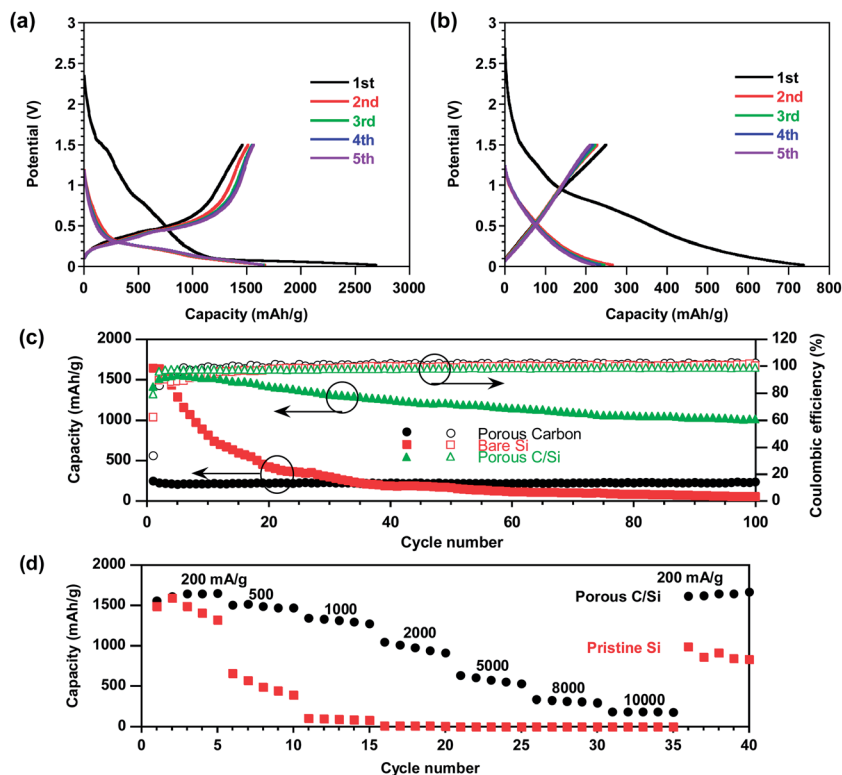 (a)
3
2.5
2
1.5
1
0.5
0
Potential (V)
1st
2nd
3rd
4th
5th
0 500 1000 1500 2000 2500 3000
Capacity (mAh/g)
(b)
3
2.5
2
1.5
1
0.5
0
Potential (V)
1st
2nd
3rd
4th
5th
0 100 200 300 400 500 600 700 800
Capacity (mAh/g)
(c)
2000
1500
1000
500
0
Capacity (mAh/g)
120
100
80
60
40
20
0
Coulombic efficiency (%)
Porous Carbon
Bare Si
Porous C/Si
0 20 40 60 80 100
Cycle number
(d)
2000
1500
1000
500
0
Capacity (mAh/g)
200 mA/g
500
1000
2000
5000
8000
10000
200 mA/g
Porous C/Si
Pristine Si
0 5 10 15 20 25 30 35 40
Cycle number